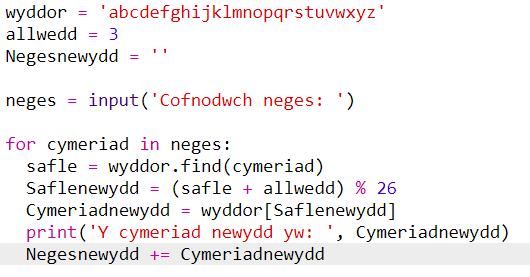 wyddor = 'abcdefghijklmnopqrstuvwxyz'
allwedd = 3
Negesnewydd = ''

neges = input('Cofnodwch neges: ')

for cymeriad in neges:
  safle = wyddor.find(cymeriad)
  Saflenewydd = (safle + allwedd) % 26
  Cymeriadnewydd = wyddor[Saflenewydd]
  print('Y cymeriad newydd yw: ', Cymeriadnewydd)
  Negesnewydd += Cymeriadnewydd